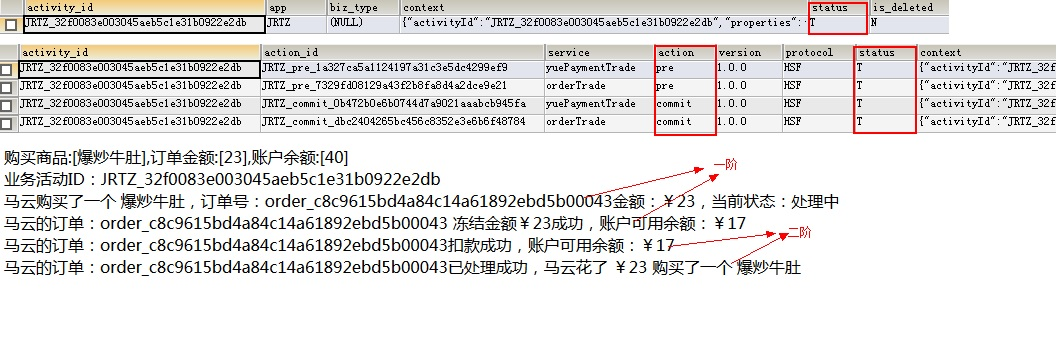 activity_id app biz_type context status is_deleted
JRTZ_32f0083e003045aeb5c1e31b0922e2db JRTZ (NULL) {"activityId":"JRTZ_32f0083e003045aeb5c1e31b0922e2db","properties": T N
activity_id action_id service action version protocol status context
JRTZ_32f0083e003045aeb5c1e31b0922e2db JRTZ_pre_1a327ca5a1124197a31c3e5dc4299ef9 yuePaymentTrade pre 1.0.0 HSF T {"activityId":"JRTZ_32f0
JRTZ_32f0083e003045aeb5c1e31b0922e2db JRTZ_pre_7329fd08129a43f2b8fa8d4a2dce9e21 orderTrade pre 1.0.0 HSF T {"activityId":"JRTZ_32f0
JRTZ_32f0083e003045aeb5c1e31b0922e2db JRTZ_commit_0b472b0e6b0744d7a9021aaabcb945fa yuePaymentTrade commit 1.0.0 HSF T {"activityId":"JRTZ_32f0
JRTZ_32f0083e003045aeb5c1e31b0922e2db JRTZ_commit_dbc2404265bc456c8352e3e6b6f48784 orderTrade commit 1.0.0 HSF T {"activityId":"JRTZ_32f0
购买商品:[爆炒牛肚],订单金额:[23],账户余额:[40]
一阶
业务活动ID：JRTZ_32f0083e003045aeb5c1e31b0922e2db
马云购买了一个 爆炒牛肚，订单号：order_c8c9615bd4a84c14a61892ebd5b00043金额：￥23，当前状态：处理中
马云的订单：order_c8c9615bd4a84c14a61892ebd5b00043 冻结金额￥23成功，账户可用余额：￥17
二阶
马云的订单：order_c8c9615bd4a84c14a61892ebd5b00043扣款成功，账户可用余额：￥17
马云的订单：order_c8c9615bd4a84c14a61892ebd5b00043已处理成功，马云花了 ￥23 购买了一个 爆炒牛肚